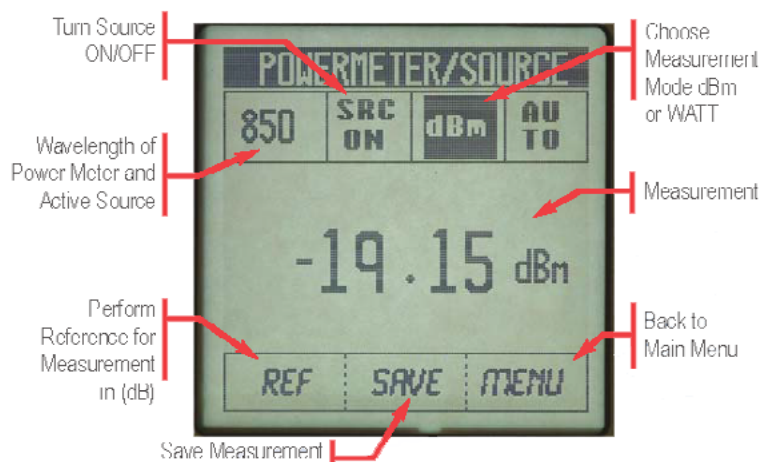 Turn Source
ON/OFF
Choose
Measurement
Mode dBm
or WATT
POWERMETER/SOURCE
850
SRC
ON
dBm
AU
TO
Wavelength of
Power Meter and
Active Source
Measurement
-19.15 dBm
Perform
Reference for
Measurement
in (dB)
Back to
Main Menu
REF
SAVE
MENU
Save Measurement